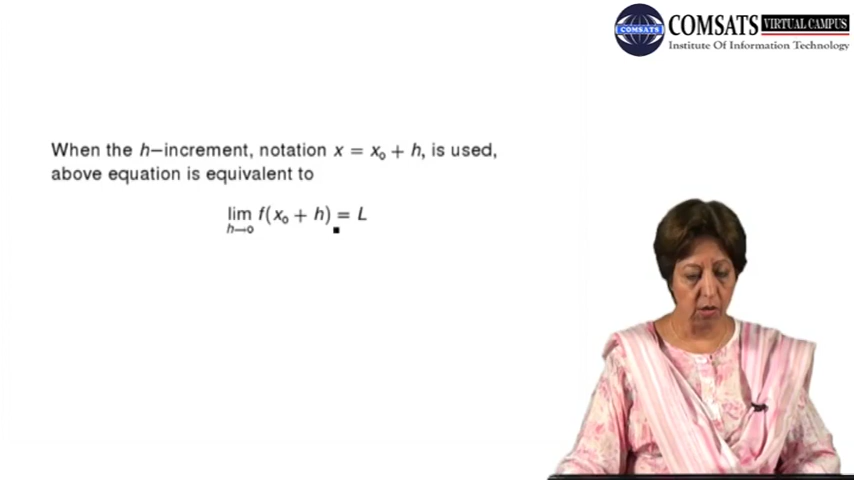 COMSATS VIRTUAL CAMPUS
COMSATS
Institute Of Information Technology
When the h−increment, notation x = x₀ + h, is used,
above equation is equivalent to
lim f(x₀ + h) = L
h→0